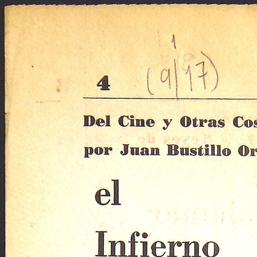 1
4 (9/17)
Del Cine y Otras Cos
por Juan Bustillo Or
el
Infierno